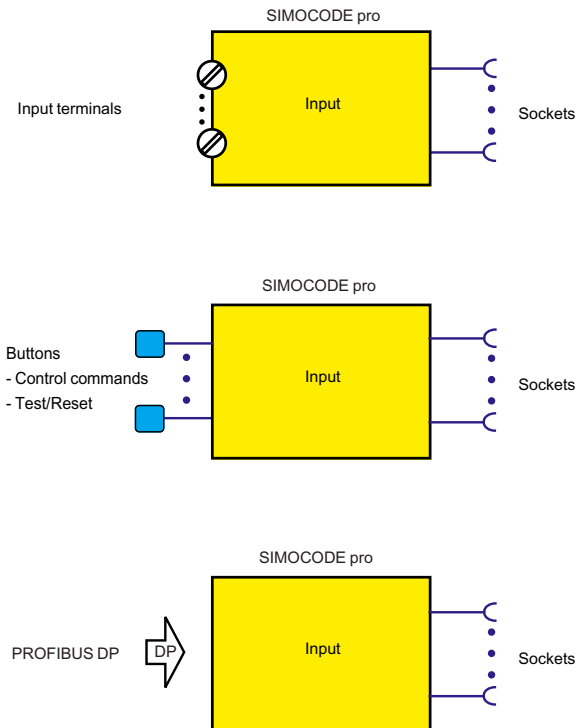 SIMOCODE pro
Input terminals
Input
Sockets
SIMOCODE pro
Buttons
- Control commands
- Test/Reset
Input
Sockets
SIMOCODE pro
PROFIBUS DP
DP
Input
Sockets